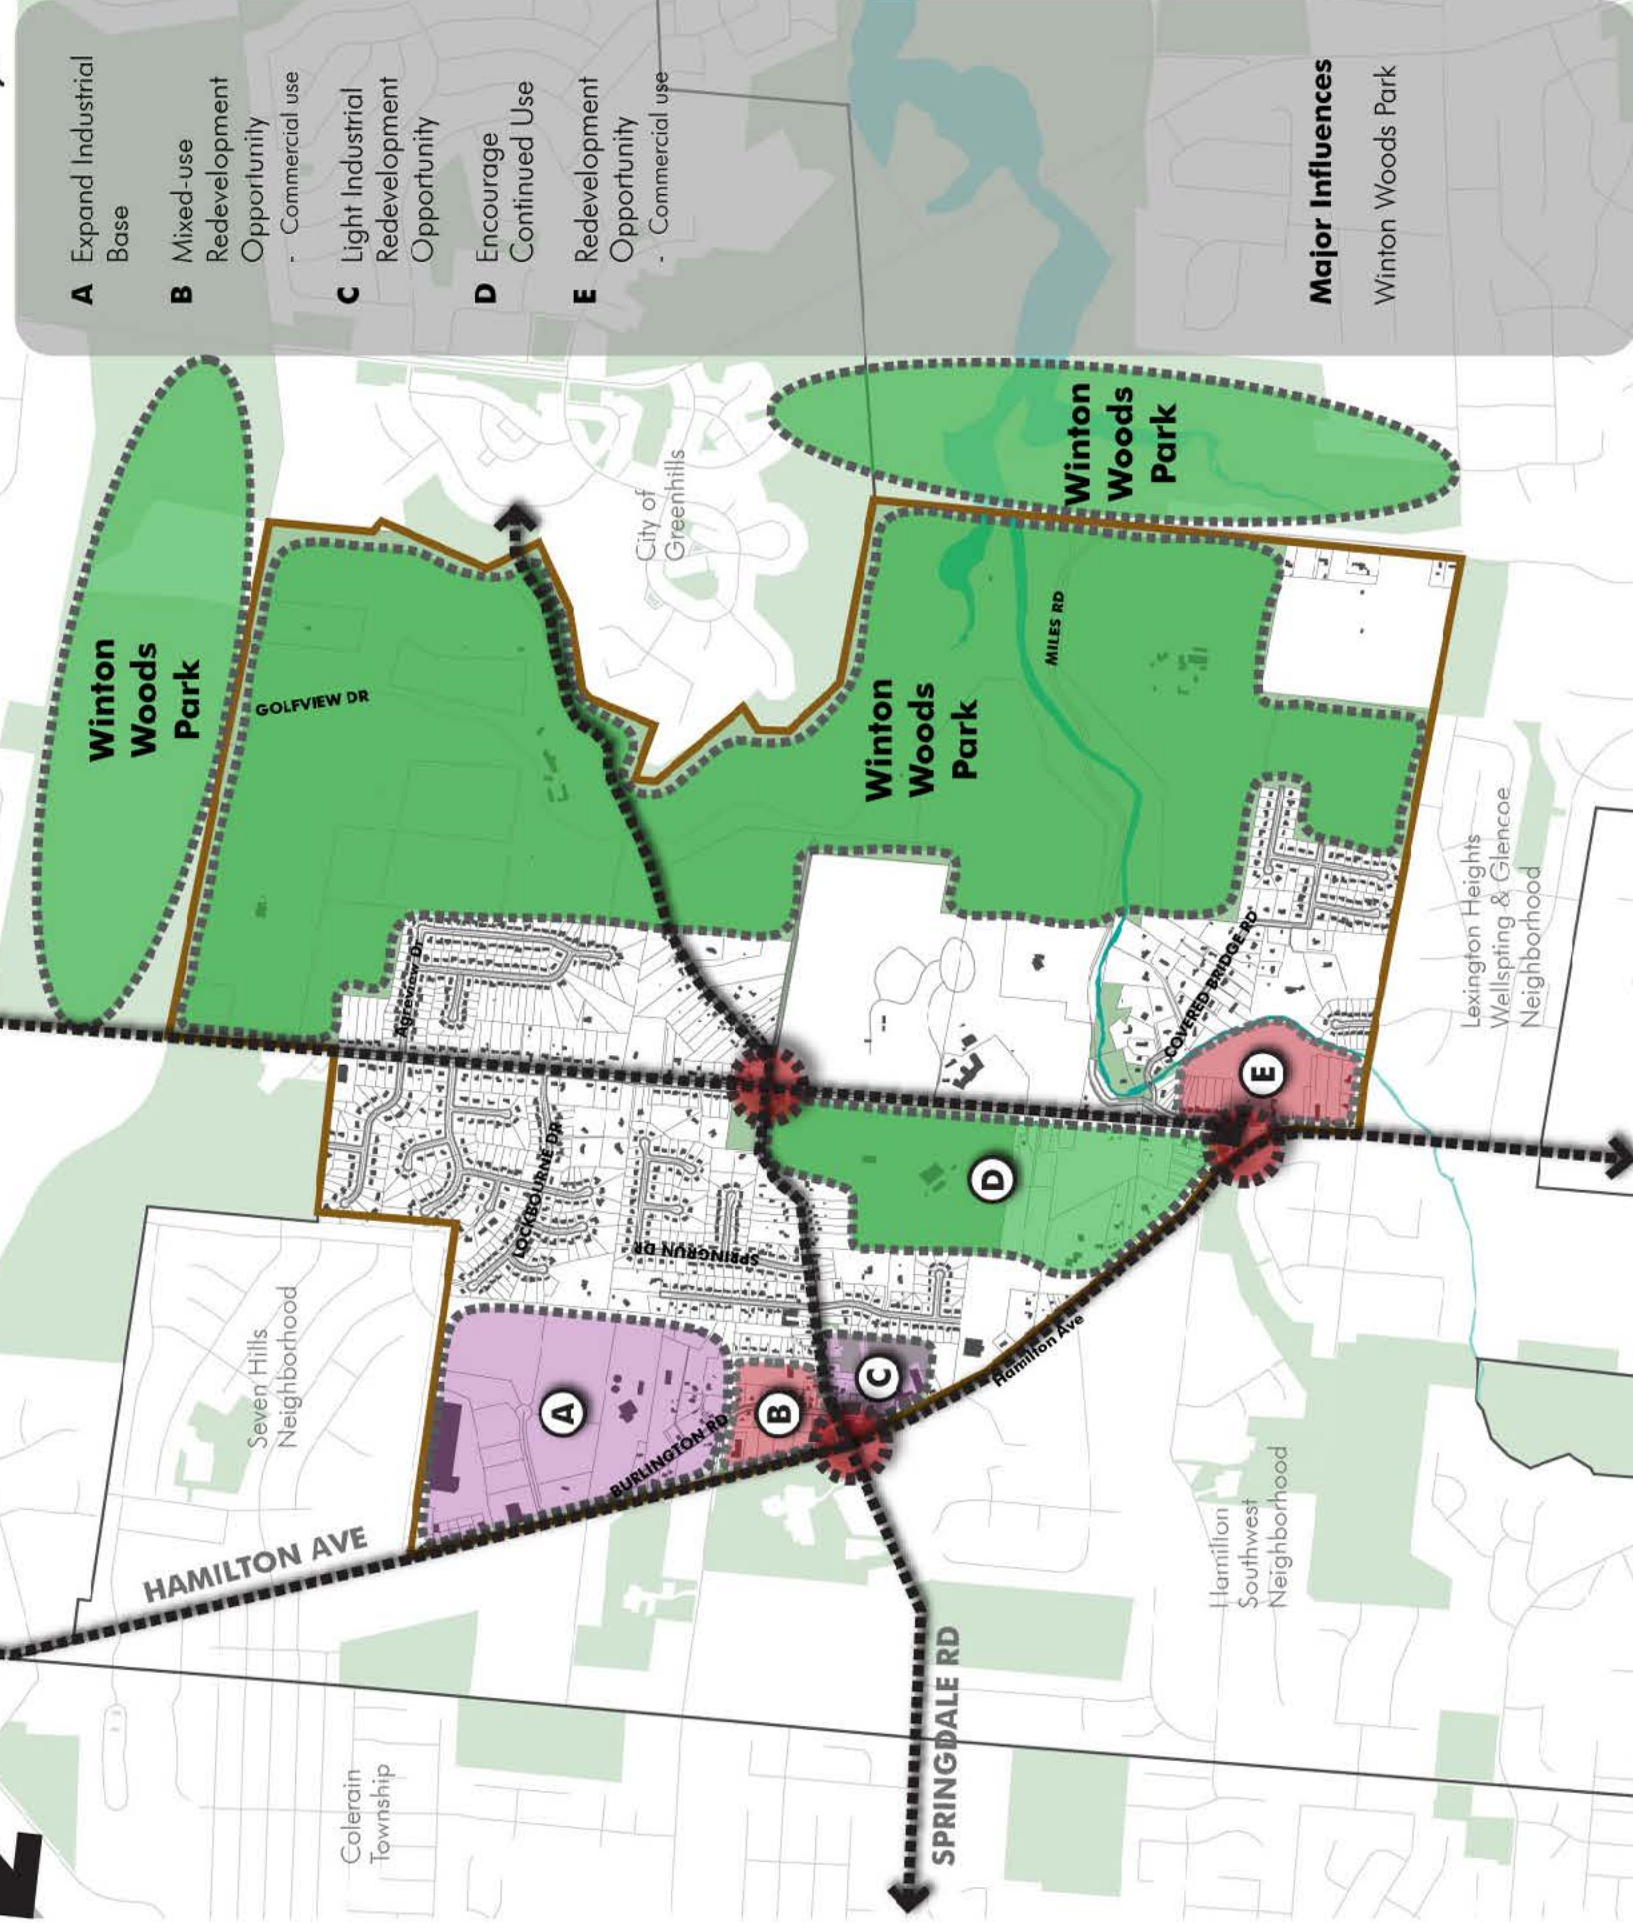 A Expand Industrial
Base
B Mixed-use
Redevelopment
Opportunity
- Commercial use
C Light Industrial
Redevelopment
Opportunity
D Encourage
Continued Use
E Redevelopment
Opportunity
- Commercial use
Major Influences
Winton Woods Park
Winton
Woods
Park
GOLFVIEW DR
City of
Greenhills
Winton
Woods
Park
Winton
Woods
Park
MILES RD
Agreview Dr
LOCKBOURNE DR
SPRINGRUN DR
COVERED BRIDGE RD
Lexington Heights
Wellspting & Glencoe
Neighborhood
Seven Hills
Neighborhood
A
B
C
D
E
BURLINGTON RD
Hamilton Ave
HAMILTON AVE
Hamilton
Southwest
Neighborhood
SPRINGDALE RD
Colerain
Township